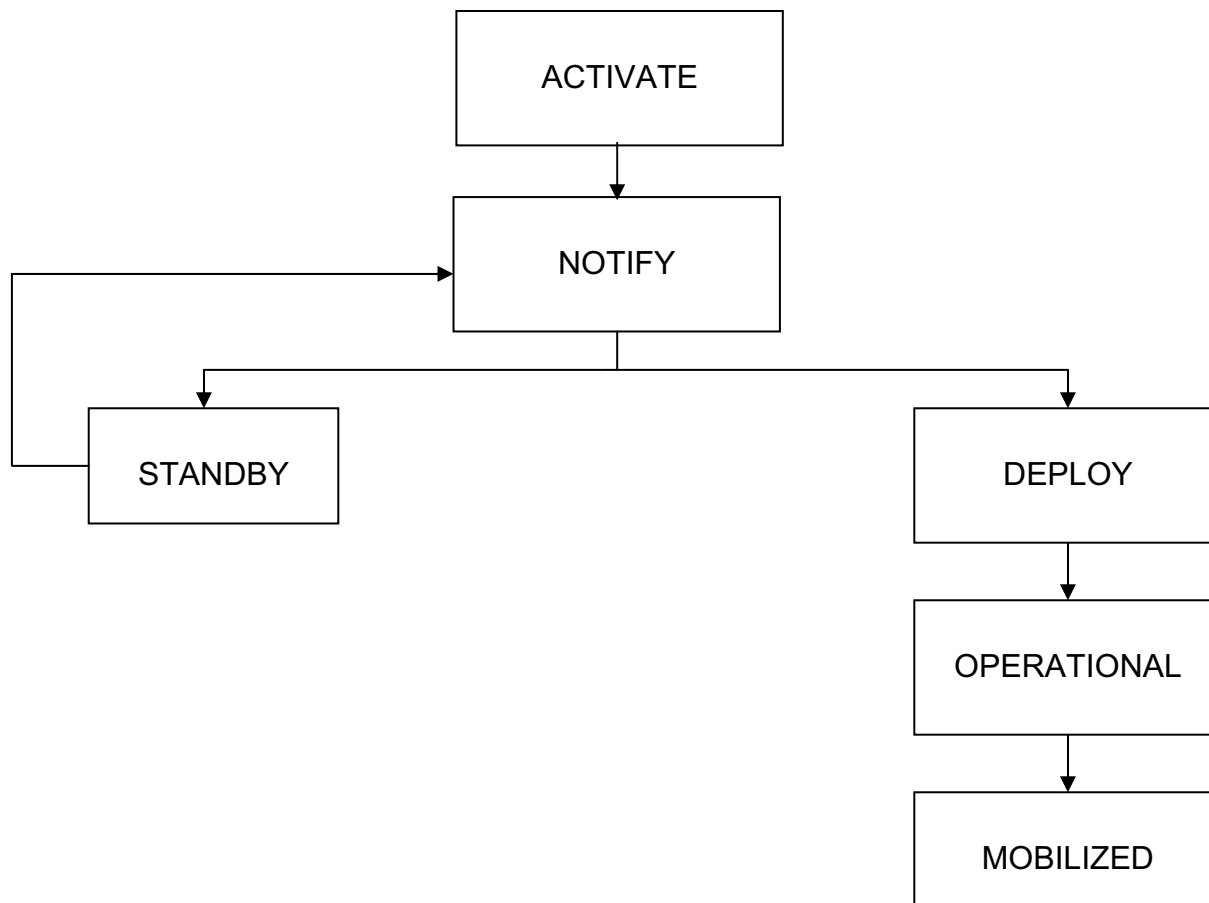 ACTIVATE
NOTIFY
STANDBY
DEPLOY
OPERATIONAL
MOBILIZED